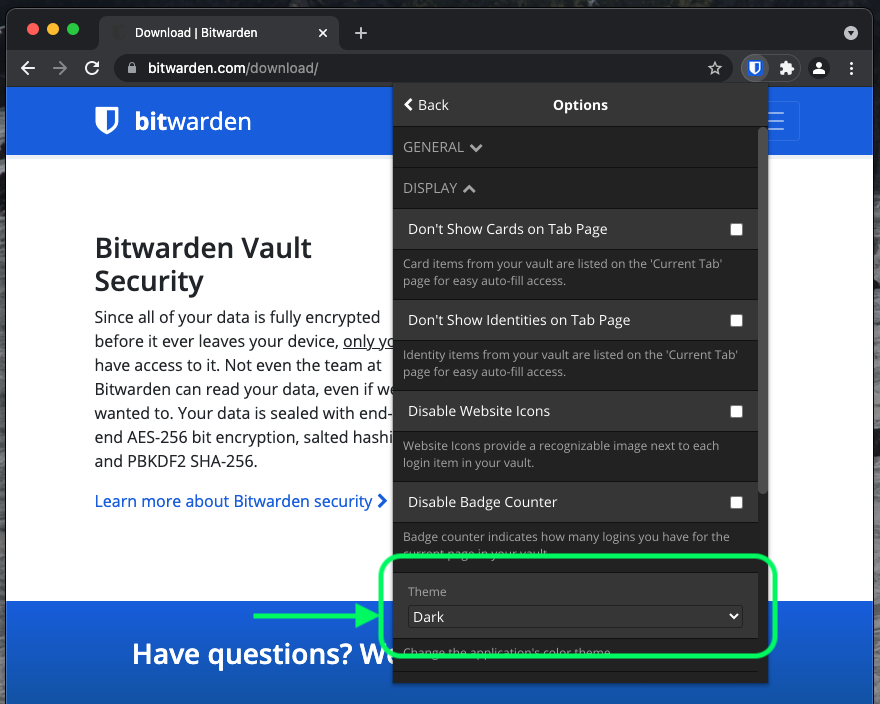 Download | Bitwarden
bitwarden.com/download/
bitwarden
Bitwarden Vault
Security
Since all of your data is fully encrypted
before it ever leaves your device, only yo
have access to it. Not even the team at
Bitwarden can read your data, even if we
wanted to. Your data is sealed with end-
end AES-256 bit encryption, salted hashi
and PBKDF2 SHA-256.
Learn more about Bitwarden security
Have questions? We
Back
Options
GENERAL
DISPLAY
Don't Show Cards on Tab Page
Card items from your vault are listed on the 'Current Tab'
page for easy auto-fill access.
Don't Show Identities on Tab Page
Identity items from your vault are listed on the 'Current Tab'
page for easy auto-fill access.
Disable Website Icons
Website Icons provide a recognizable image next to each
login item in your vault.
Disable Badge Counter
Badge counter indicates how many logins you have for the
current page in your vault.
Theme
Dark
Change the application's color theme.